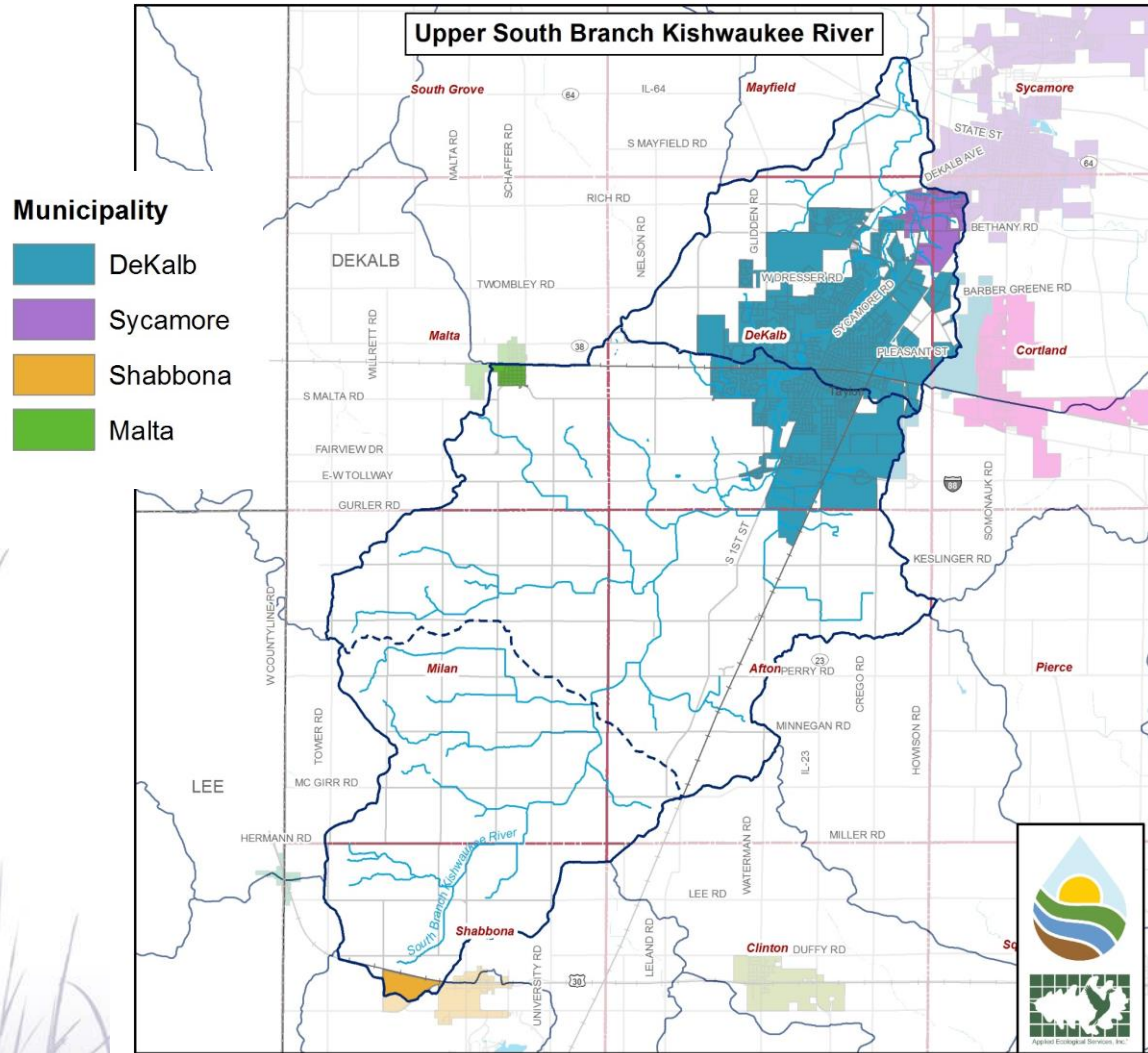 Upper South Branch Kishwaukee River
Municipality
DeKalb
Sycamore
Shabbona
Malta
South Grove
64
IL-64
Mayfield
Sycamore
STATE ST
DEKALB AVE
64
MALTA RD
SCHAFFER RD
S MAYFIELD RD
RICH RD
GLIDDEN RD
NELSON RD
BETHANY RD
DEKALB
TWOMBLEY RD
W DRESSER RD
SYCAMORE RD
BARBER GREENE RD
WILLRETT RD
Malta
38
DeKalb
PLEASANT ST
Cortland
S MALTA RD
Taylor
FAIRVIEW DR
E-W TOLLWAY
88
SOMONAUK RD
GURLER RD
S 1ST ST
KESLINGER RD
W COUNTYLINE RD
Milan
Afton
23
PERRY RD
CREGO RD
Pierce
TOWER RD
MINNEGAN RD
IL-23
HOWISON RD
MC GIRR RD
LEE
HERMANN RD
South Branch Kishwaukee River
MILLER RD
WATERMAN RD
LEE RD
Shabbona
UNIVERSITY RD
LELAND RD
Clinton
DUFFY RD
Sq
30
Applied Ecological Services, Inc.